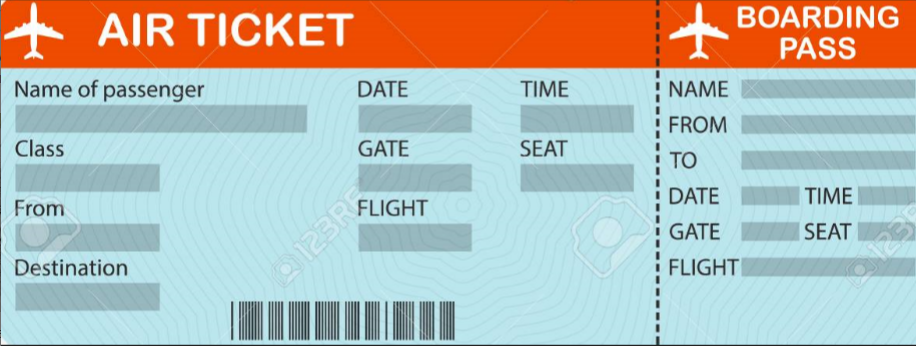 AIR TICKET
Name of passenger
DATE
TIME
Class
GATE
SEAT
From
FLIGHT
Destination
BOARDING
PASS
NAME
FROM
TO
DATE TIME
GATE SEAT
FLIGHT
123RF
123RF